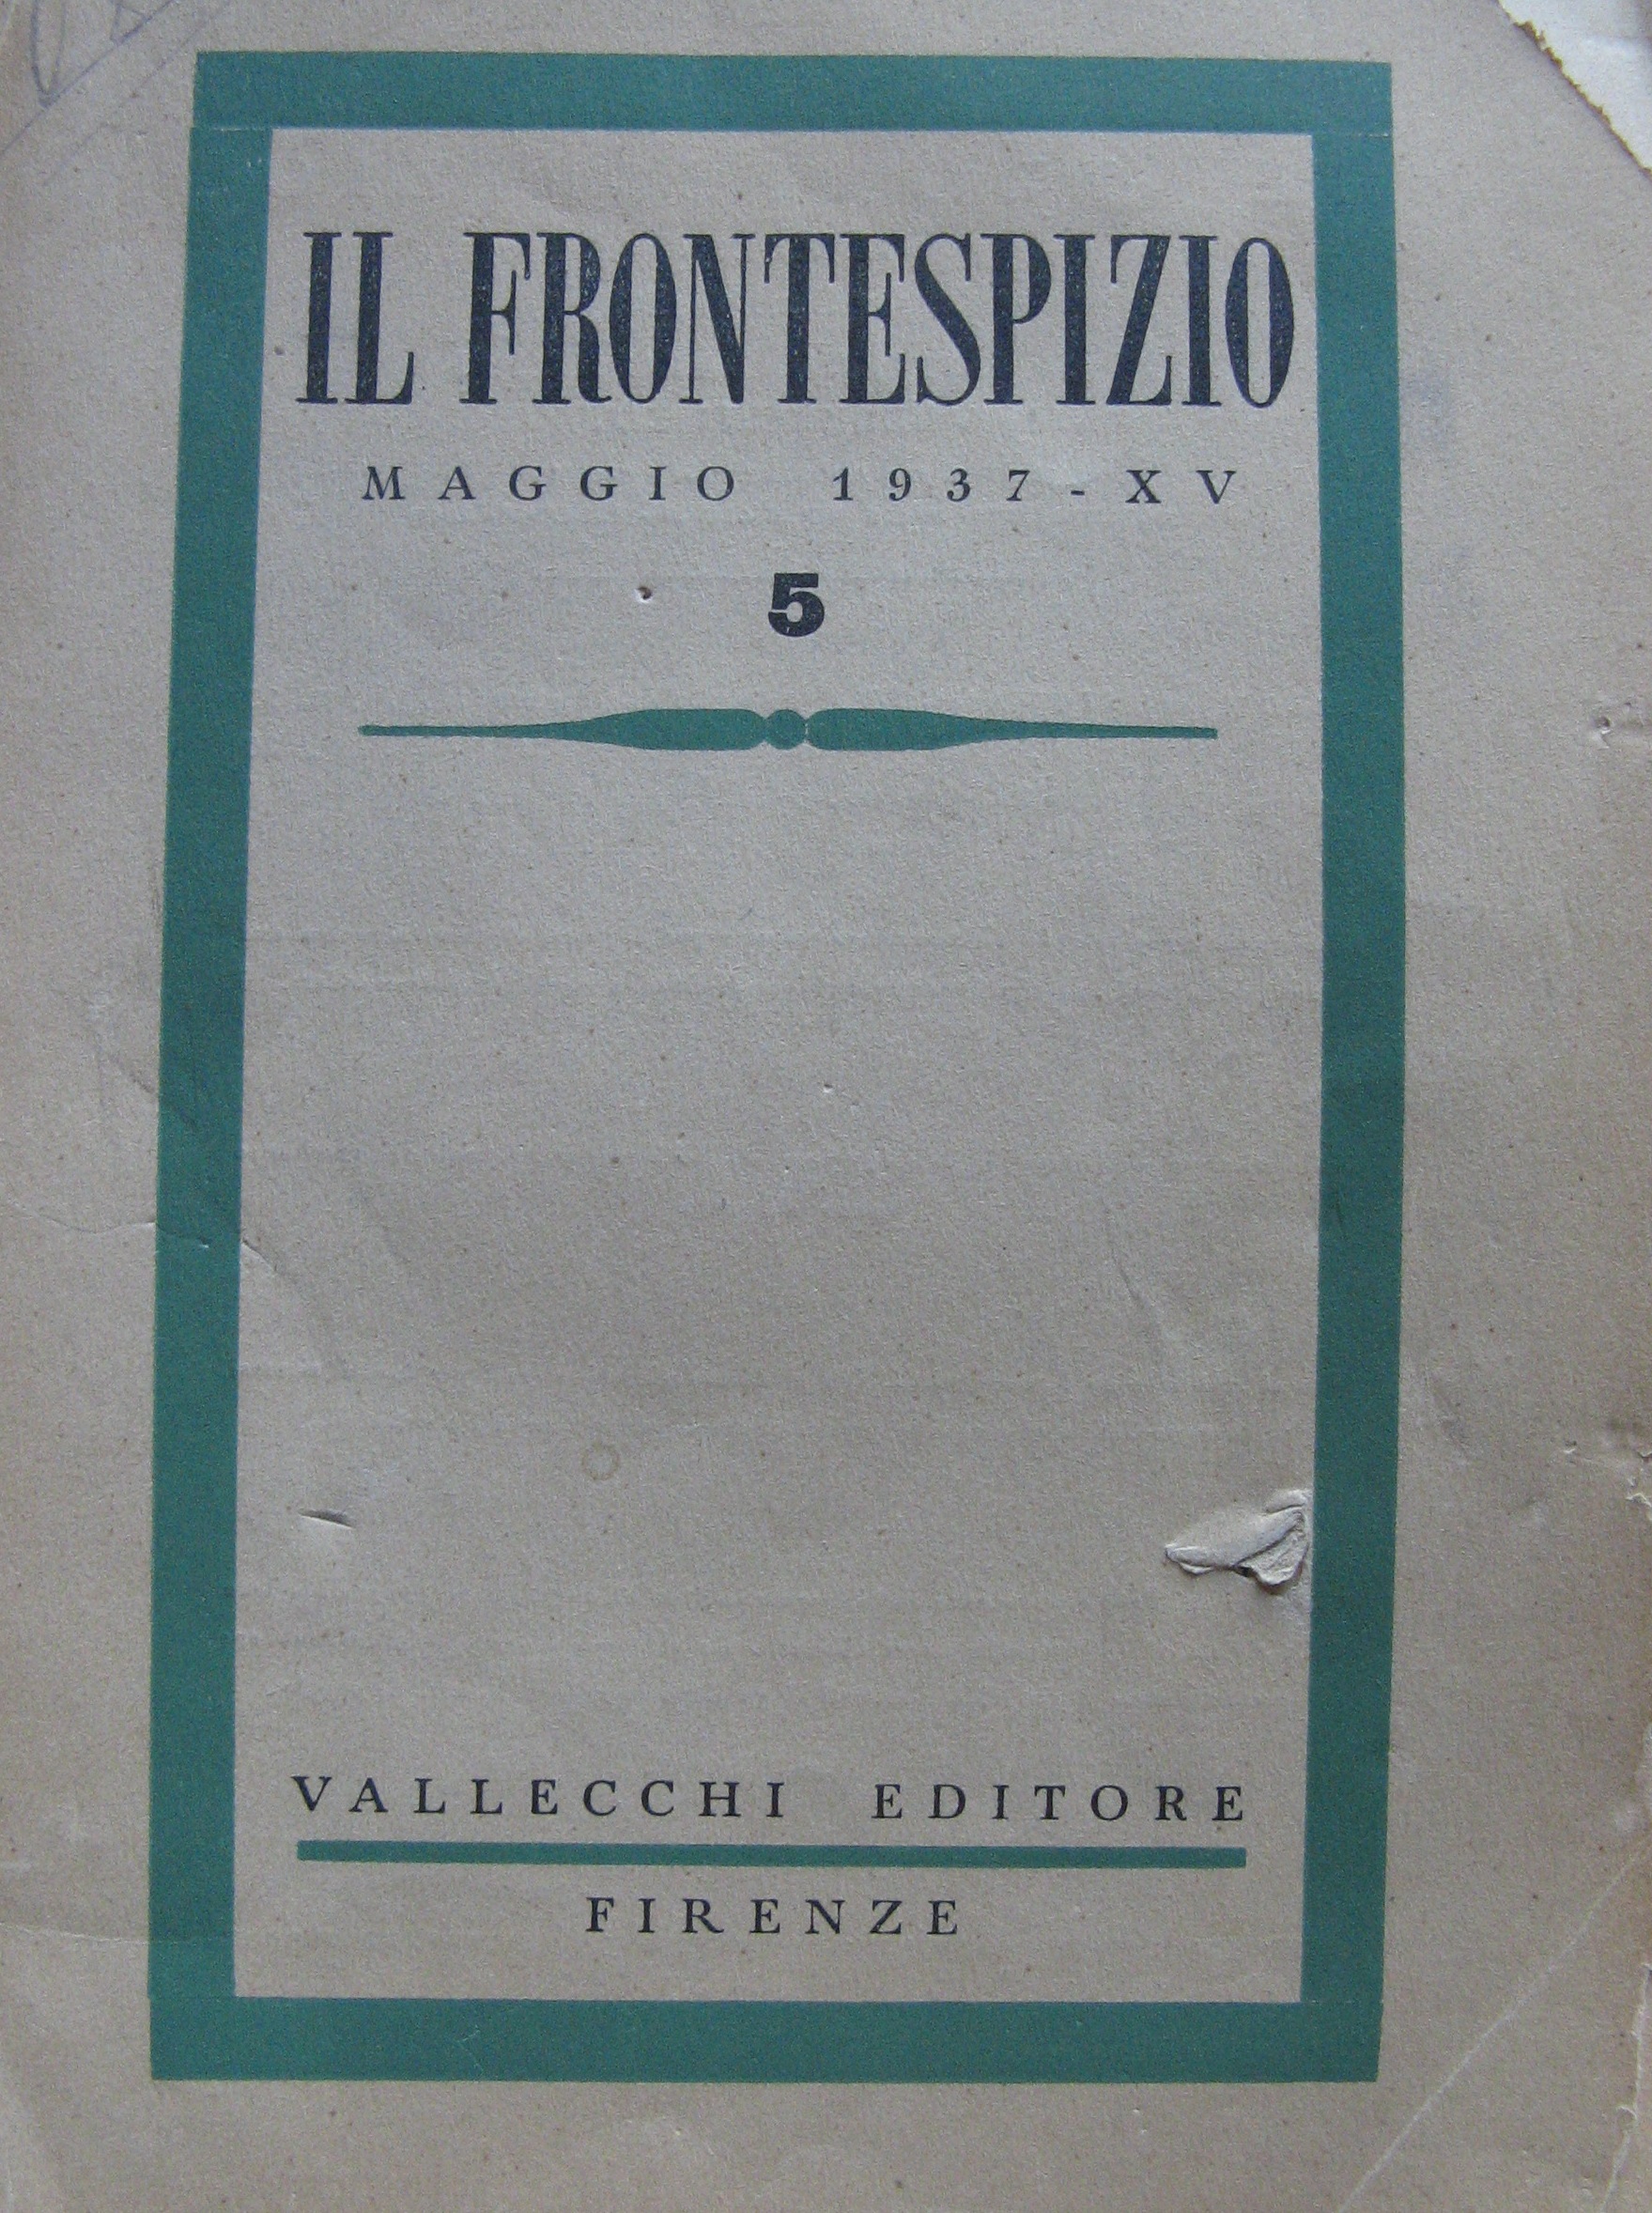 IL FRONTESPIZIO
MAGGIO 1937-XV
5
VALLECCHI EDITORE
FIRENZE